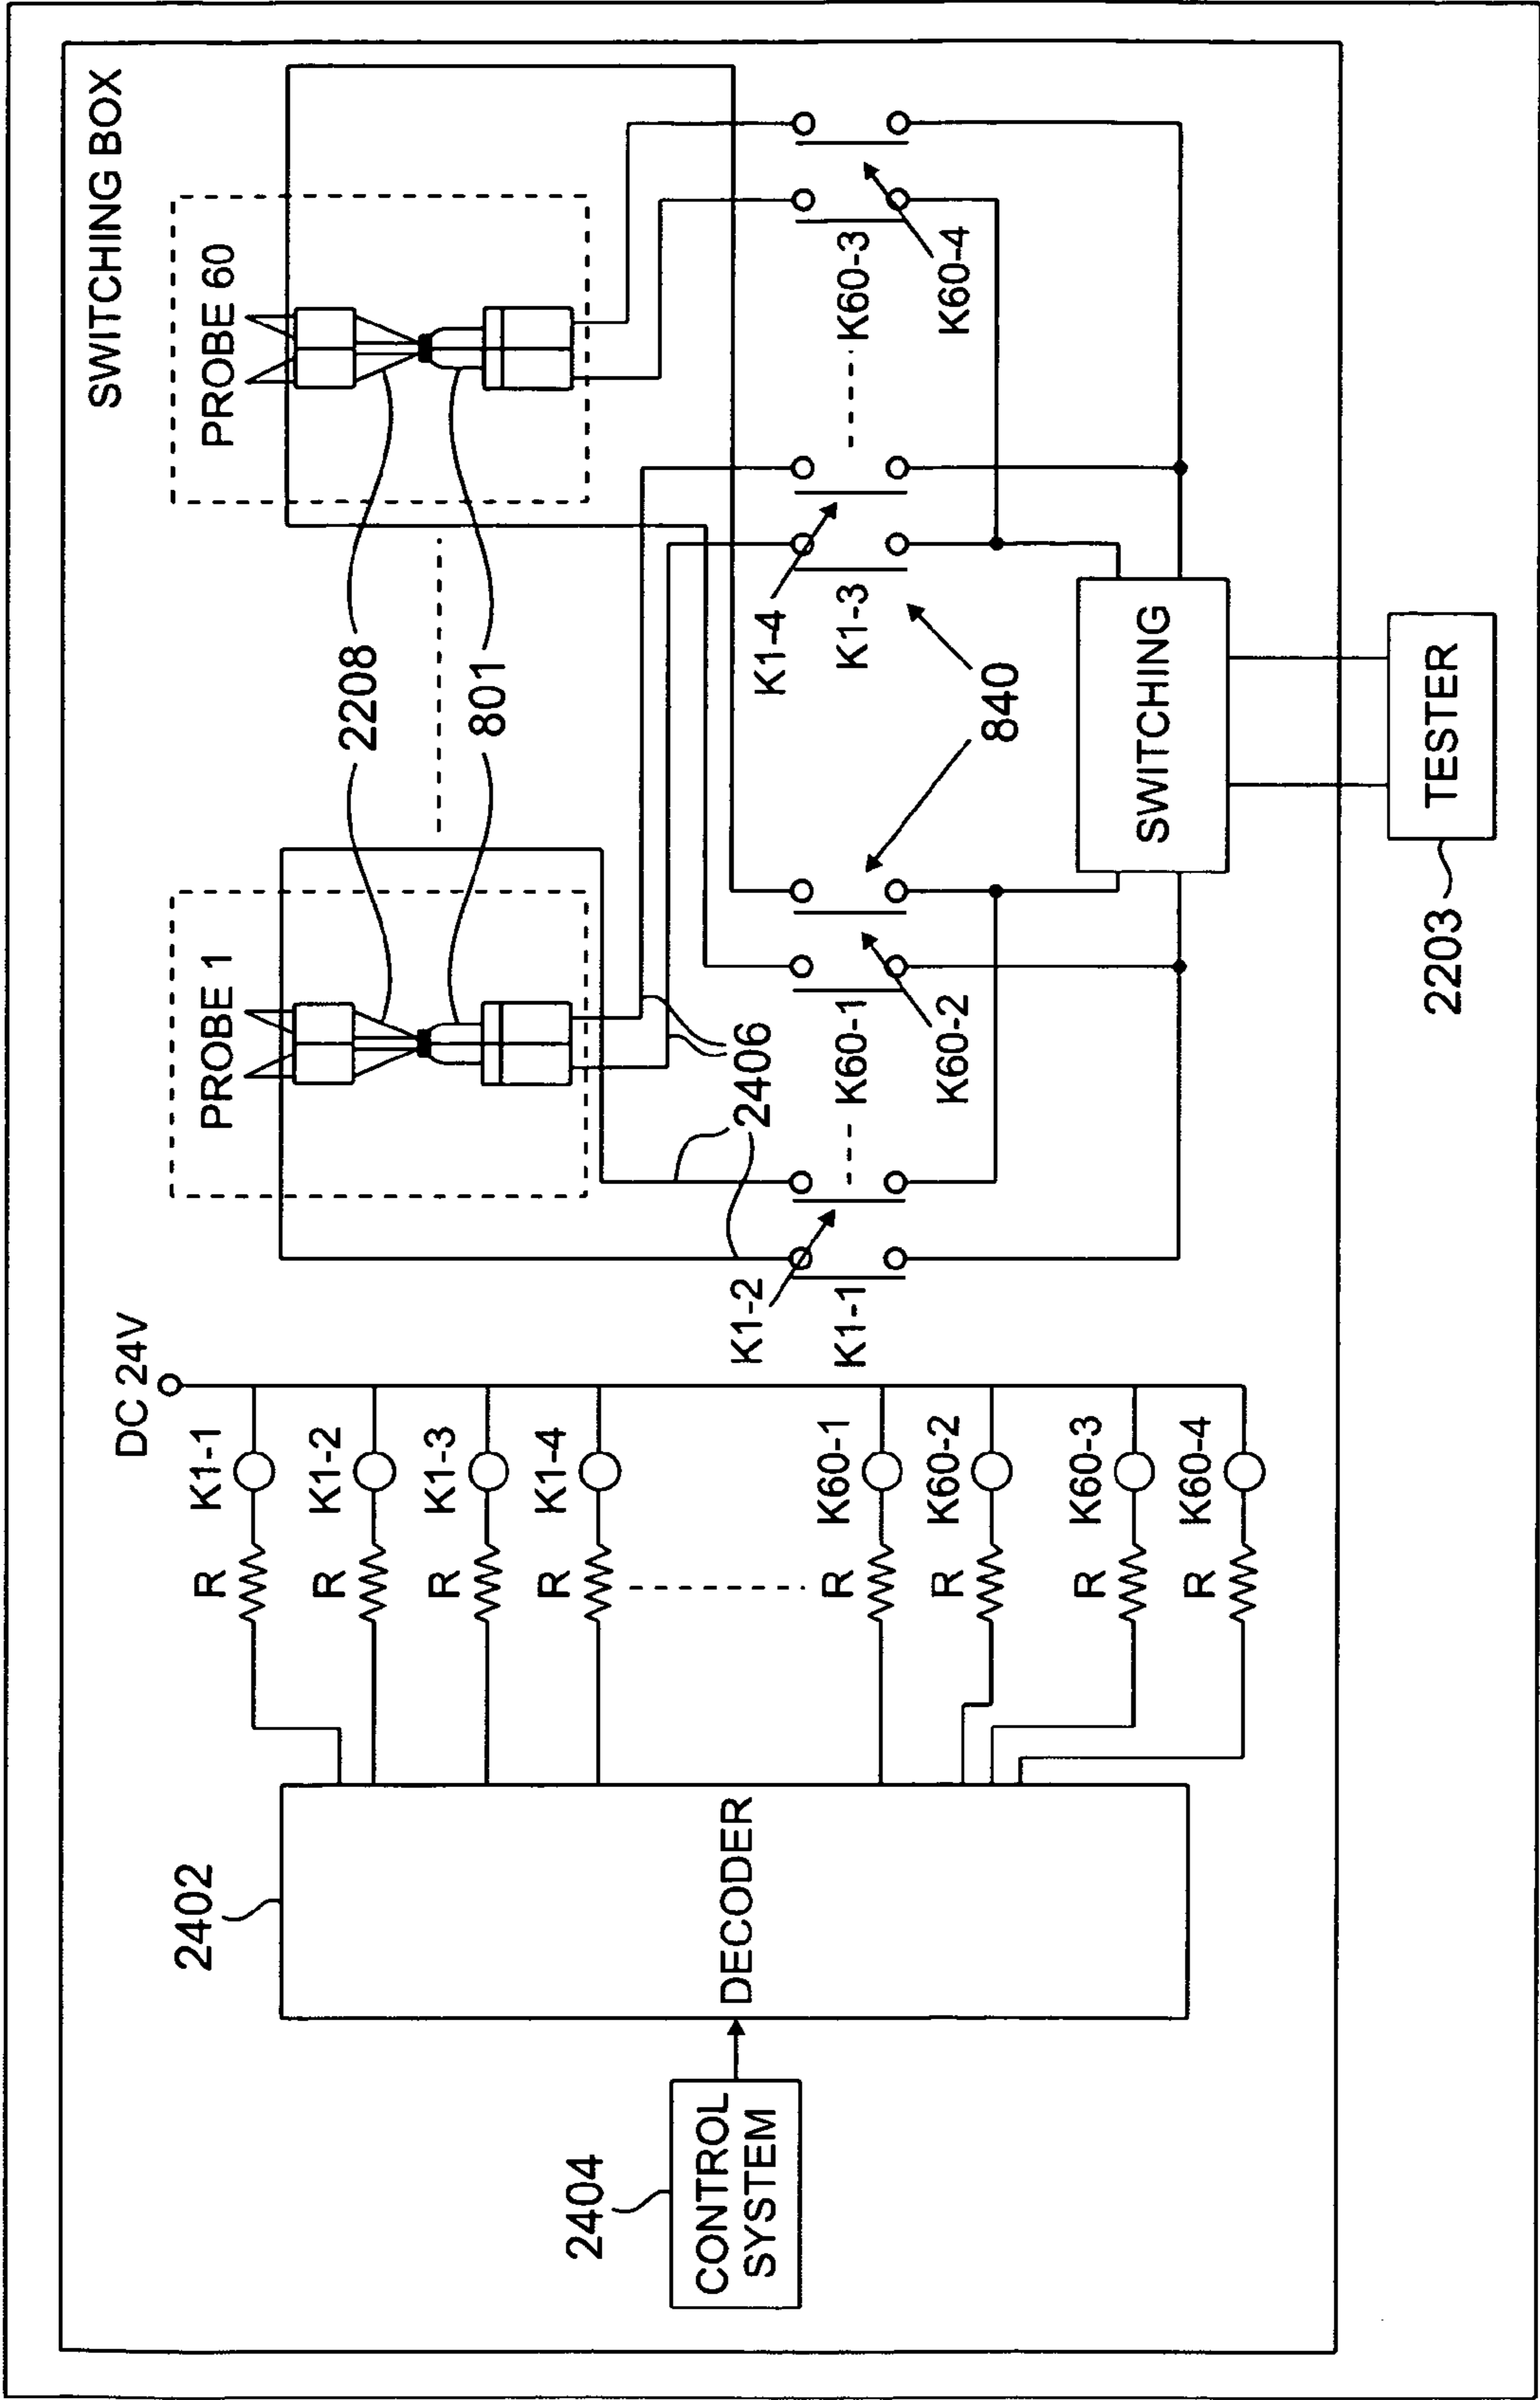 SWITCHING BOX
DC 24V
PROBE 1
PROBE 60
2402
K1-1
R
K1-2
R
K1-3
R
K1-4
R
K60-1
R
K60-2
R
K60-3
R
K60-4
R
2208
801
2404
CONTROL
SYSTEM
DECODER
2406
K1-2
K1-1
K60-1
K60-2
K1-4
K1-3
K60-3
K60-4
840
SWITCHING
2203
TESTER